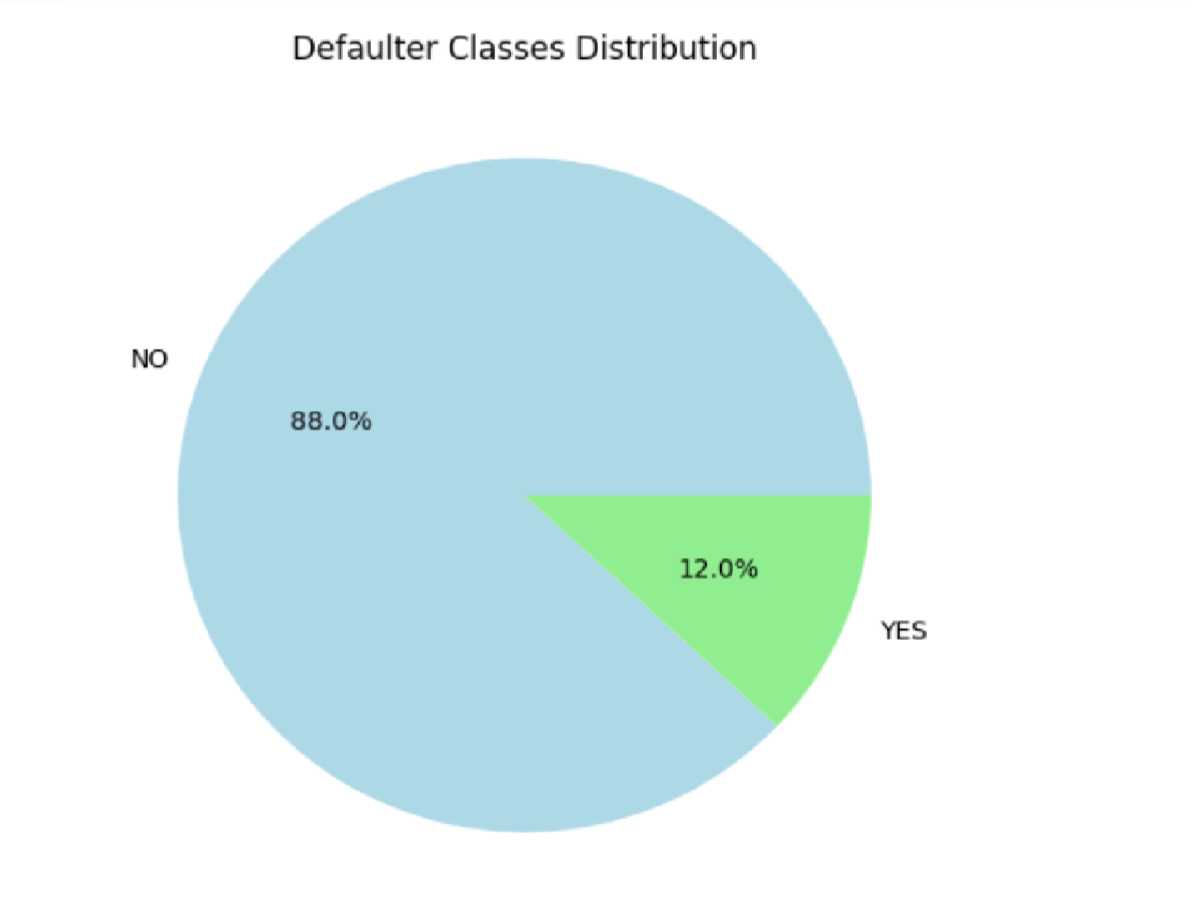 Defaulter Classes Distribution
NO
88.0%
12.0%
YES